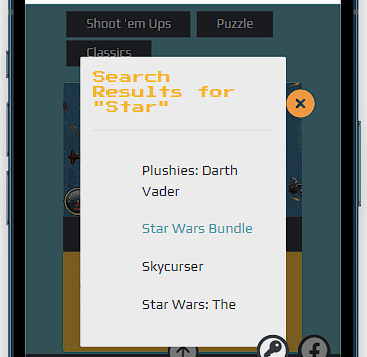 Shoot 'em Ups
Puzzle
Classics
Search
Results for
"Star"
Plushies: Darth
Vader
Star Wars Bundle
Skycurser
Star Wars: The